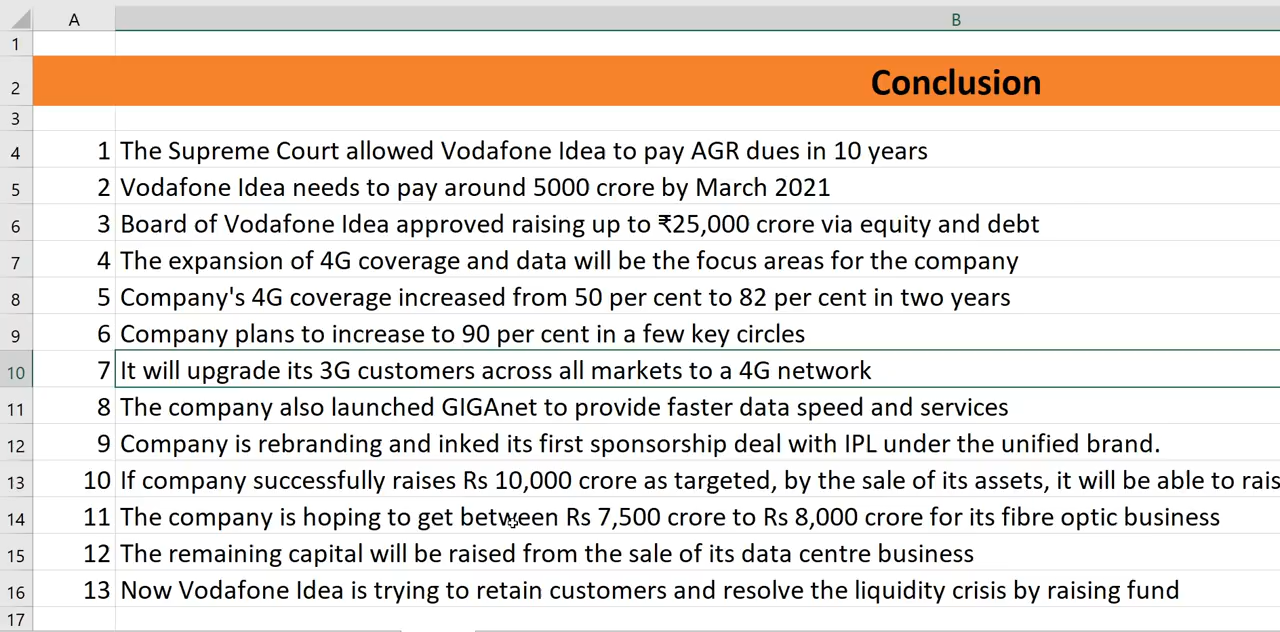 A B
1
2 Conclusion
3
4 1 The Supreme Court allowed Vodafone Idea to pay AGR dues in 10 years
5 2 Vodafone Idea needs to pay around 5000 crore by March 2021
6 3 Board of Vodafone Idea approved raising up to ₹25,000 crore via equity and debt
7 4 The expansion of 4G coverage and data will be the focus areas for the company
8 5 Company's 4G coverage increased from 50 per cent to 82 per cent in two years
9 6 Company plans to increase to 90 per cent in a few key circles
10 7 It will upgrade its 3G customers across all markets to a 4G network
11 8 The company also launched GIGAnet to provide faster data speed and services
12 9 Company is rebranding and inked its first sponsorship deal with IPL under the unified brand.
13 10 If company successfully raises Rs 10,000 crore as targeted, by the sale of its assets, it will be able to rais
14 11 The company is hoping to get between Rs 7,500 crore to Rs 8,000 crore for its fibre optic business
15 12 The remaining capital will be raised from the sale of its data centre business
16 13 Now Vodafone Idea is trying to retain customers and resolve the liquidity crisis by raising fund
17